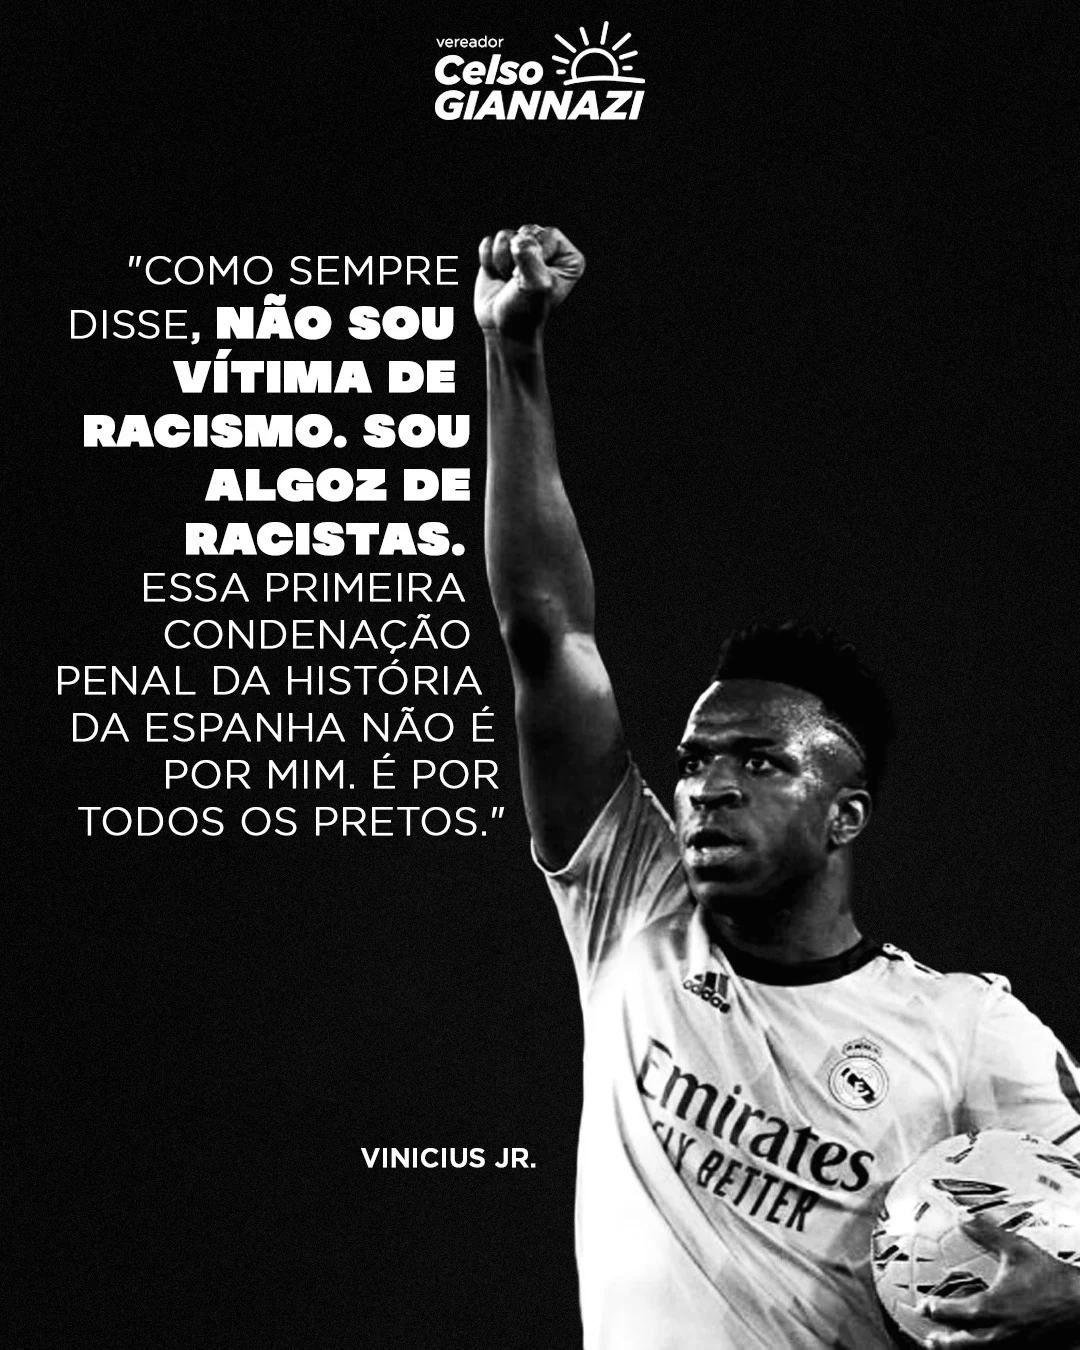 vereador
Celso
GIANNAZI
"COMO SEMPRE
DISSE, NÃO SOU
VÍTIMA DE
RACISMO. SOU
ALGOZ DE
RACISTAS.
ESSA PRIMEIRA
CONDENAÇÃO
PENAL DA HISTÓRIA
DA ESPANHA NÃO É
POR MIM. É POR
TODOS OS PRETOS."
adidas
Emirates
FLY BETTER
VINICIUS JR.